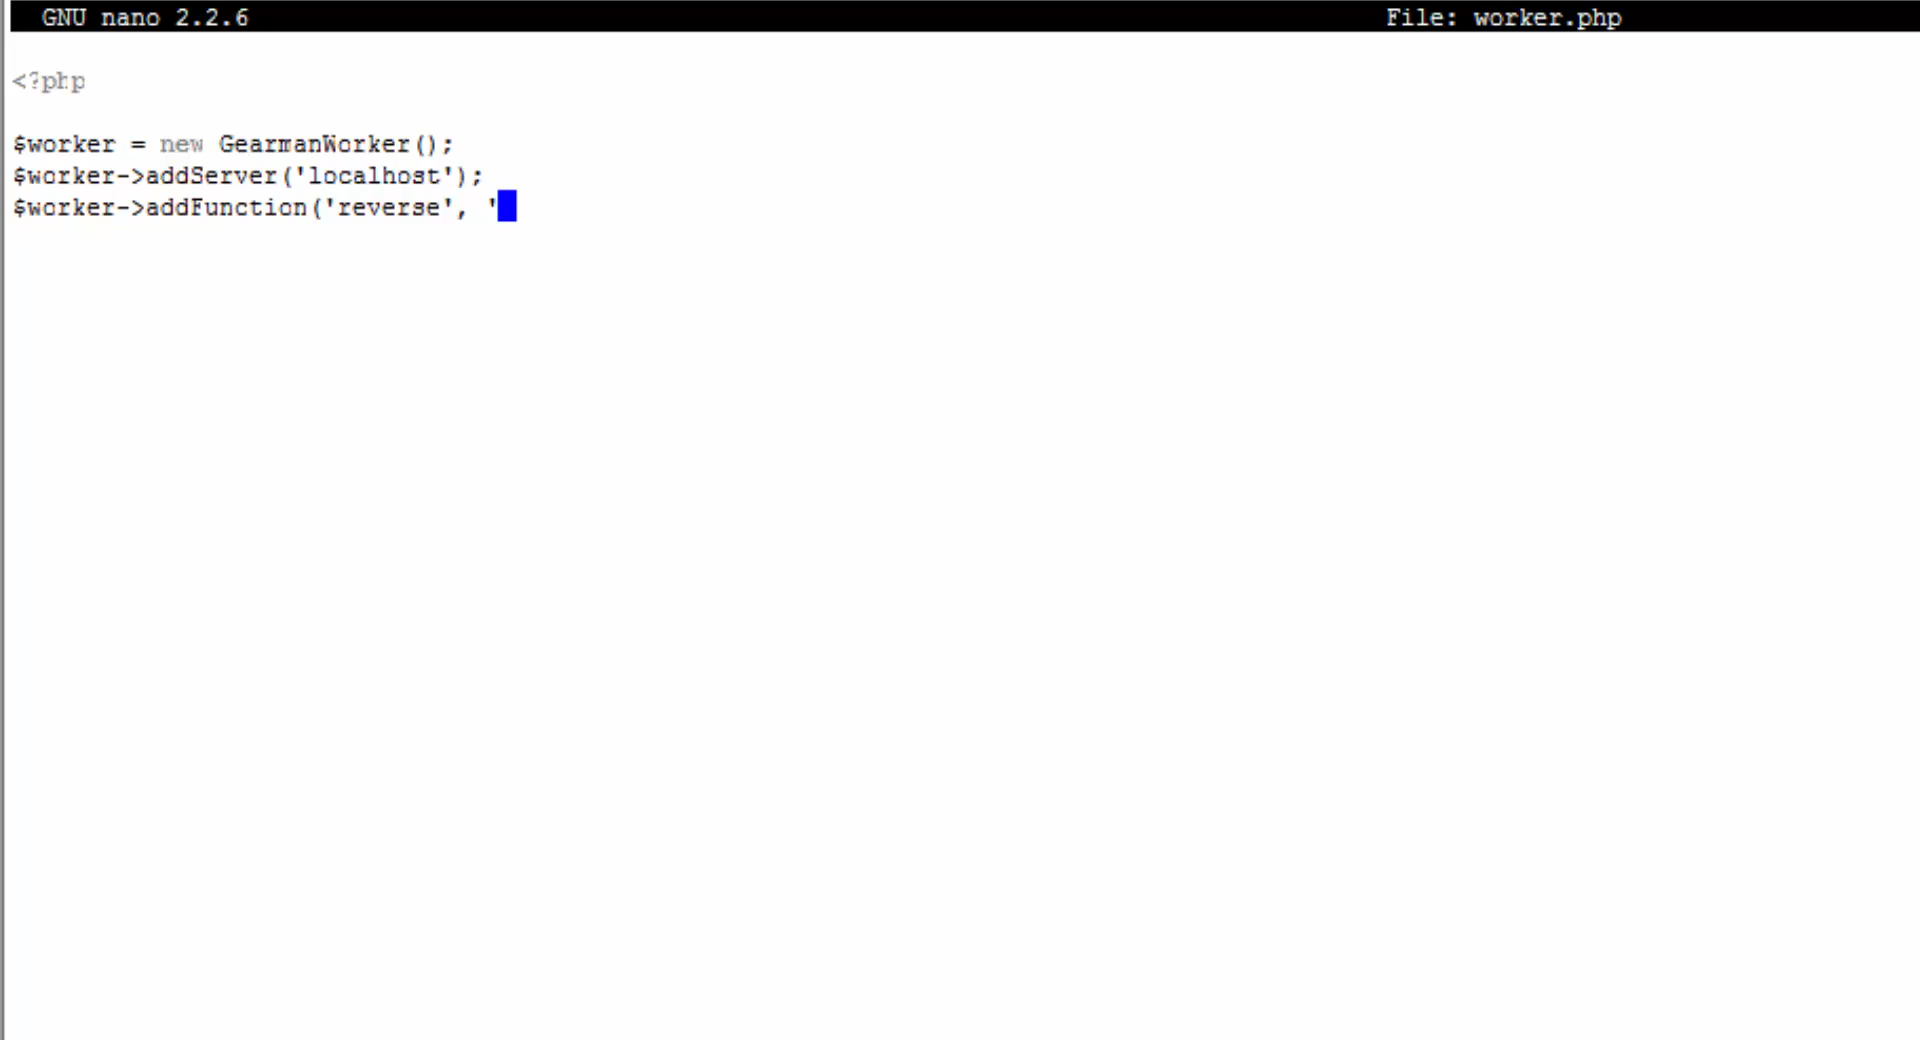 GNU nano 2.2.6 File: worker.php
<?php
$worker = new GearmanWorker();
$worker->addServer('localhost');
$worker->addFunction('reverse', '